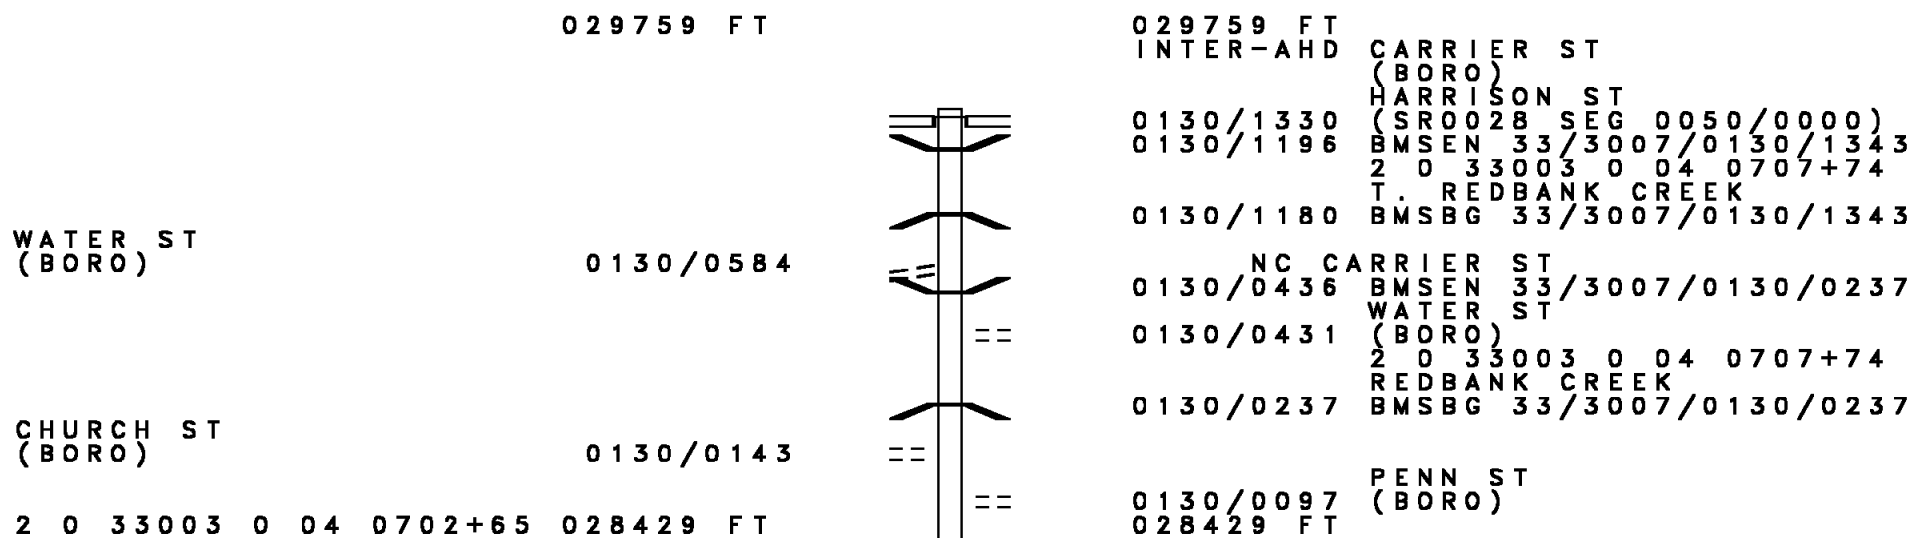 029759 FT 029759 FT
INTER-AHD CARRIER ST
(BORO)
HARRISON ST
0130/1330 (SR0028 SEG 0050/0000)
0130/1196 BMSEN 33/3007/0130/1343
2 0 33003 0 04 0707+74
T. REDBANK CREEK
0130/1180 BMSBG 33/3007/0130/1343
WATER ST
(BORO) 0130/0584 NC CARRIER ST
0130/0436 BMSEN 33/3007/0130/0237
WATER ST
0130/0431 (BORO)
2 0 33003 0 04 0707+74
REDBANK CREEK
0130/0237 BMSBG 33/3007/0130/0237
CHURCH ST
(BORO) 0130/0143
PENN ST
0130/0097 (BORO)
2 0 33003 0 04 0702+65 028429 FT 028429 FT